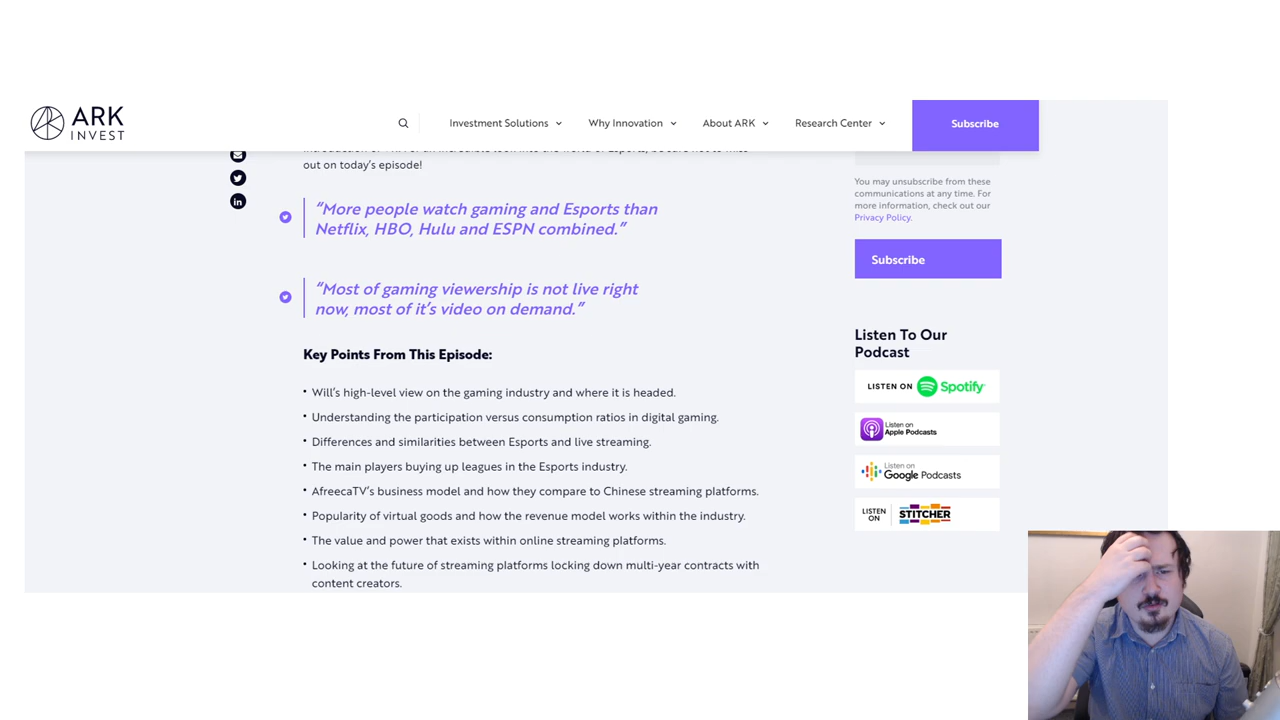 ARK
INVEST
Investment Solutions
Why Innovation
About ARK
Research Center
Subscribe
out on today's episode!
“More people watch gaming and Esports than
Netflix, HBO, Hulu and ESPN combined.”
“Most of gaming viewership is not live right
now, most of it's video on demand.”
Key Points From This Episode:
• Will's high-level view on the gaming industry and where it is headed.
• Understanding the participation versus consumption ratios in digital gaming.
• Differences and similarities between Esports and live streaming.
• The main players buying up leagues in the Esports industry.
• AfreecaTV's business model and how they compare to Chinese streaming platforms.
• Popularity of virtual goods and how the revenue model works within the industry.
• The value and power that exists within online streaming platforms.
• Looking at the future of streaming platforms locking down multi-year contracts with
content creators.
You may unsubscribe from these
communications at any time. For
more information, check out our
Privacy Policy.
Subscribe
Listen To Our
Podcast
LISTEN ON Spotify
Listen on
Apple Podcasts
Listen on
Google Podcasts
LISTEN
ON
STITCHER